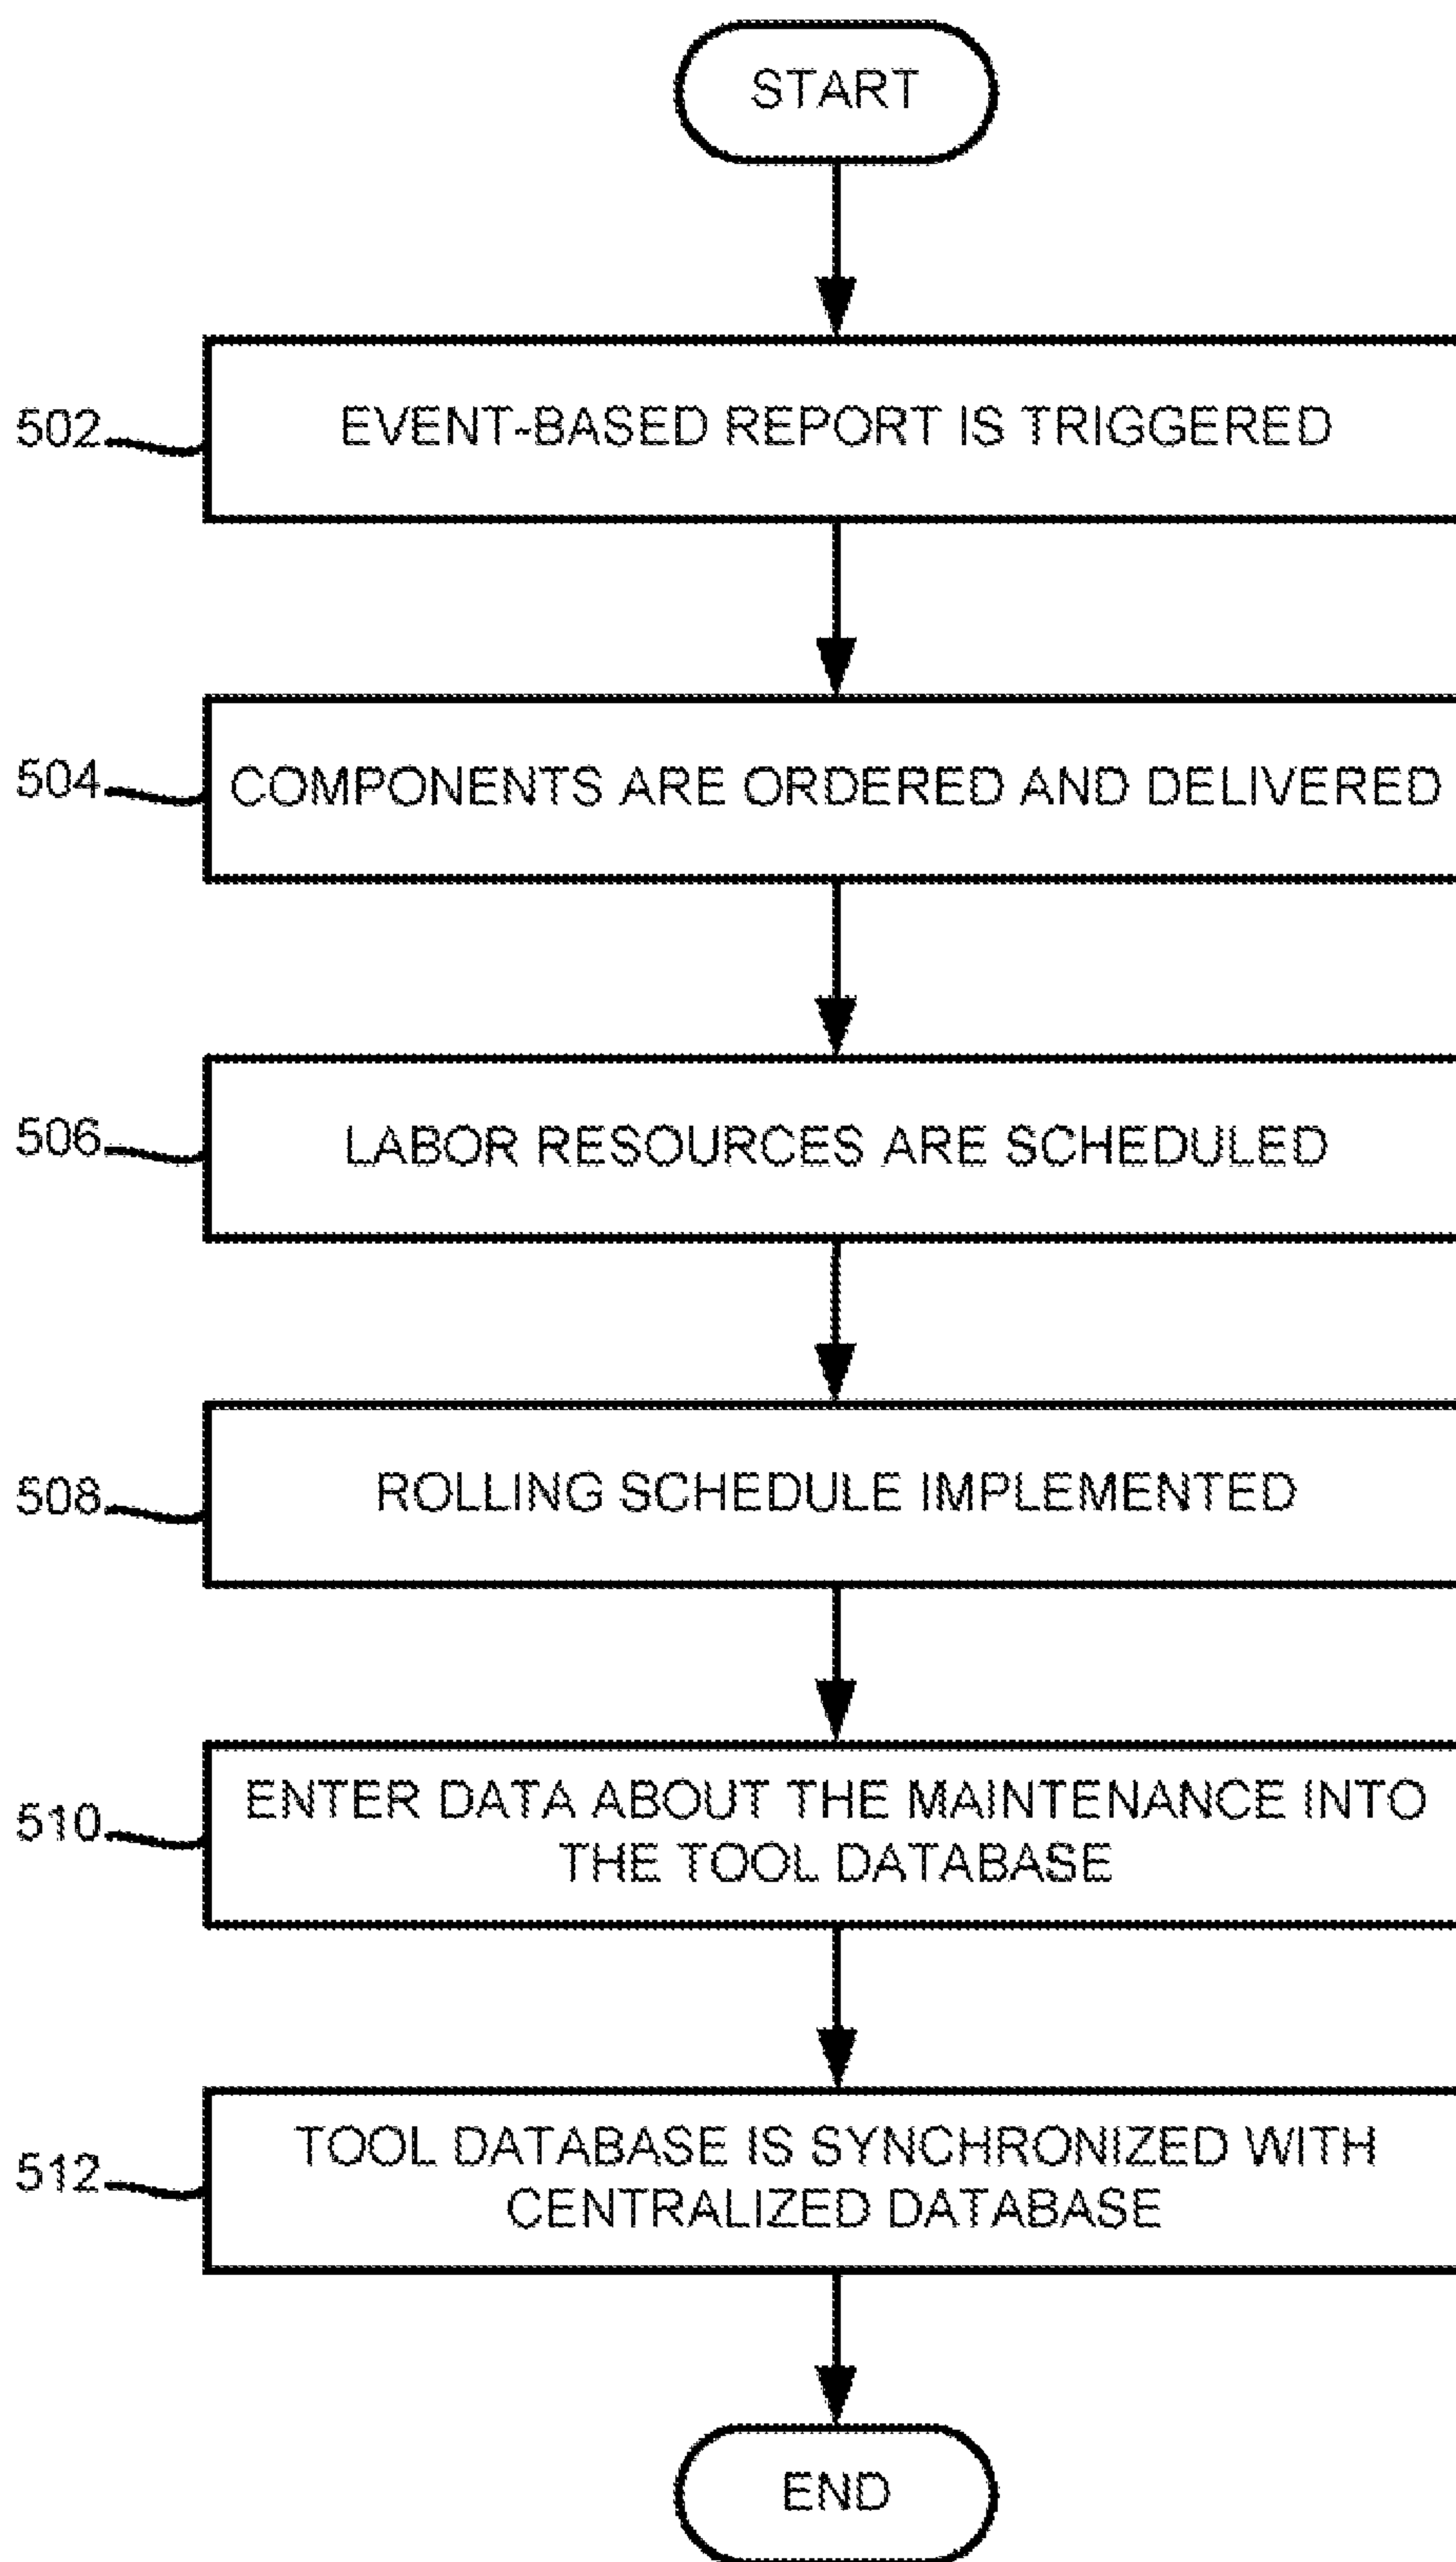 START
502
EVENT-BASED REPORT IS TRIGGERED
504
COMPONENTS ARE ORDERED AND DELIVERED
506
LABOR RESOURCES ARE SCHEDULED
508
ROLLING SCHEDULE IMPLEMENTED
510
ENTER DATA ABOUT THE MAINTENANCE INTO
THE TOOL DATABASE
512
TOOL DATABASE IS SYNCHRONIZED WITH
CENTRALIZED DATABASE
END